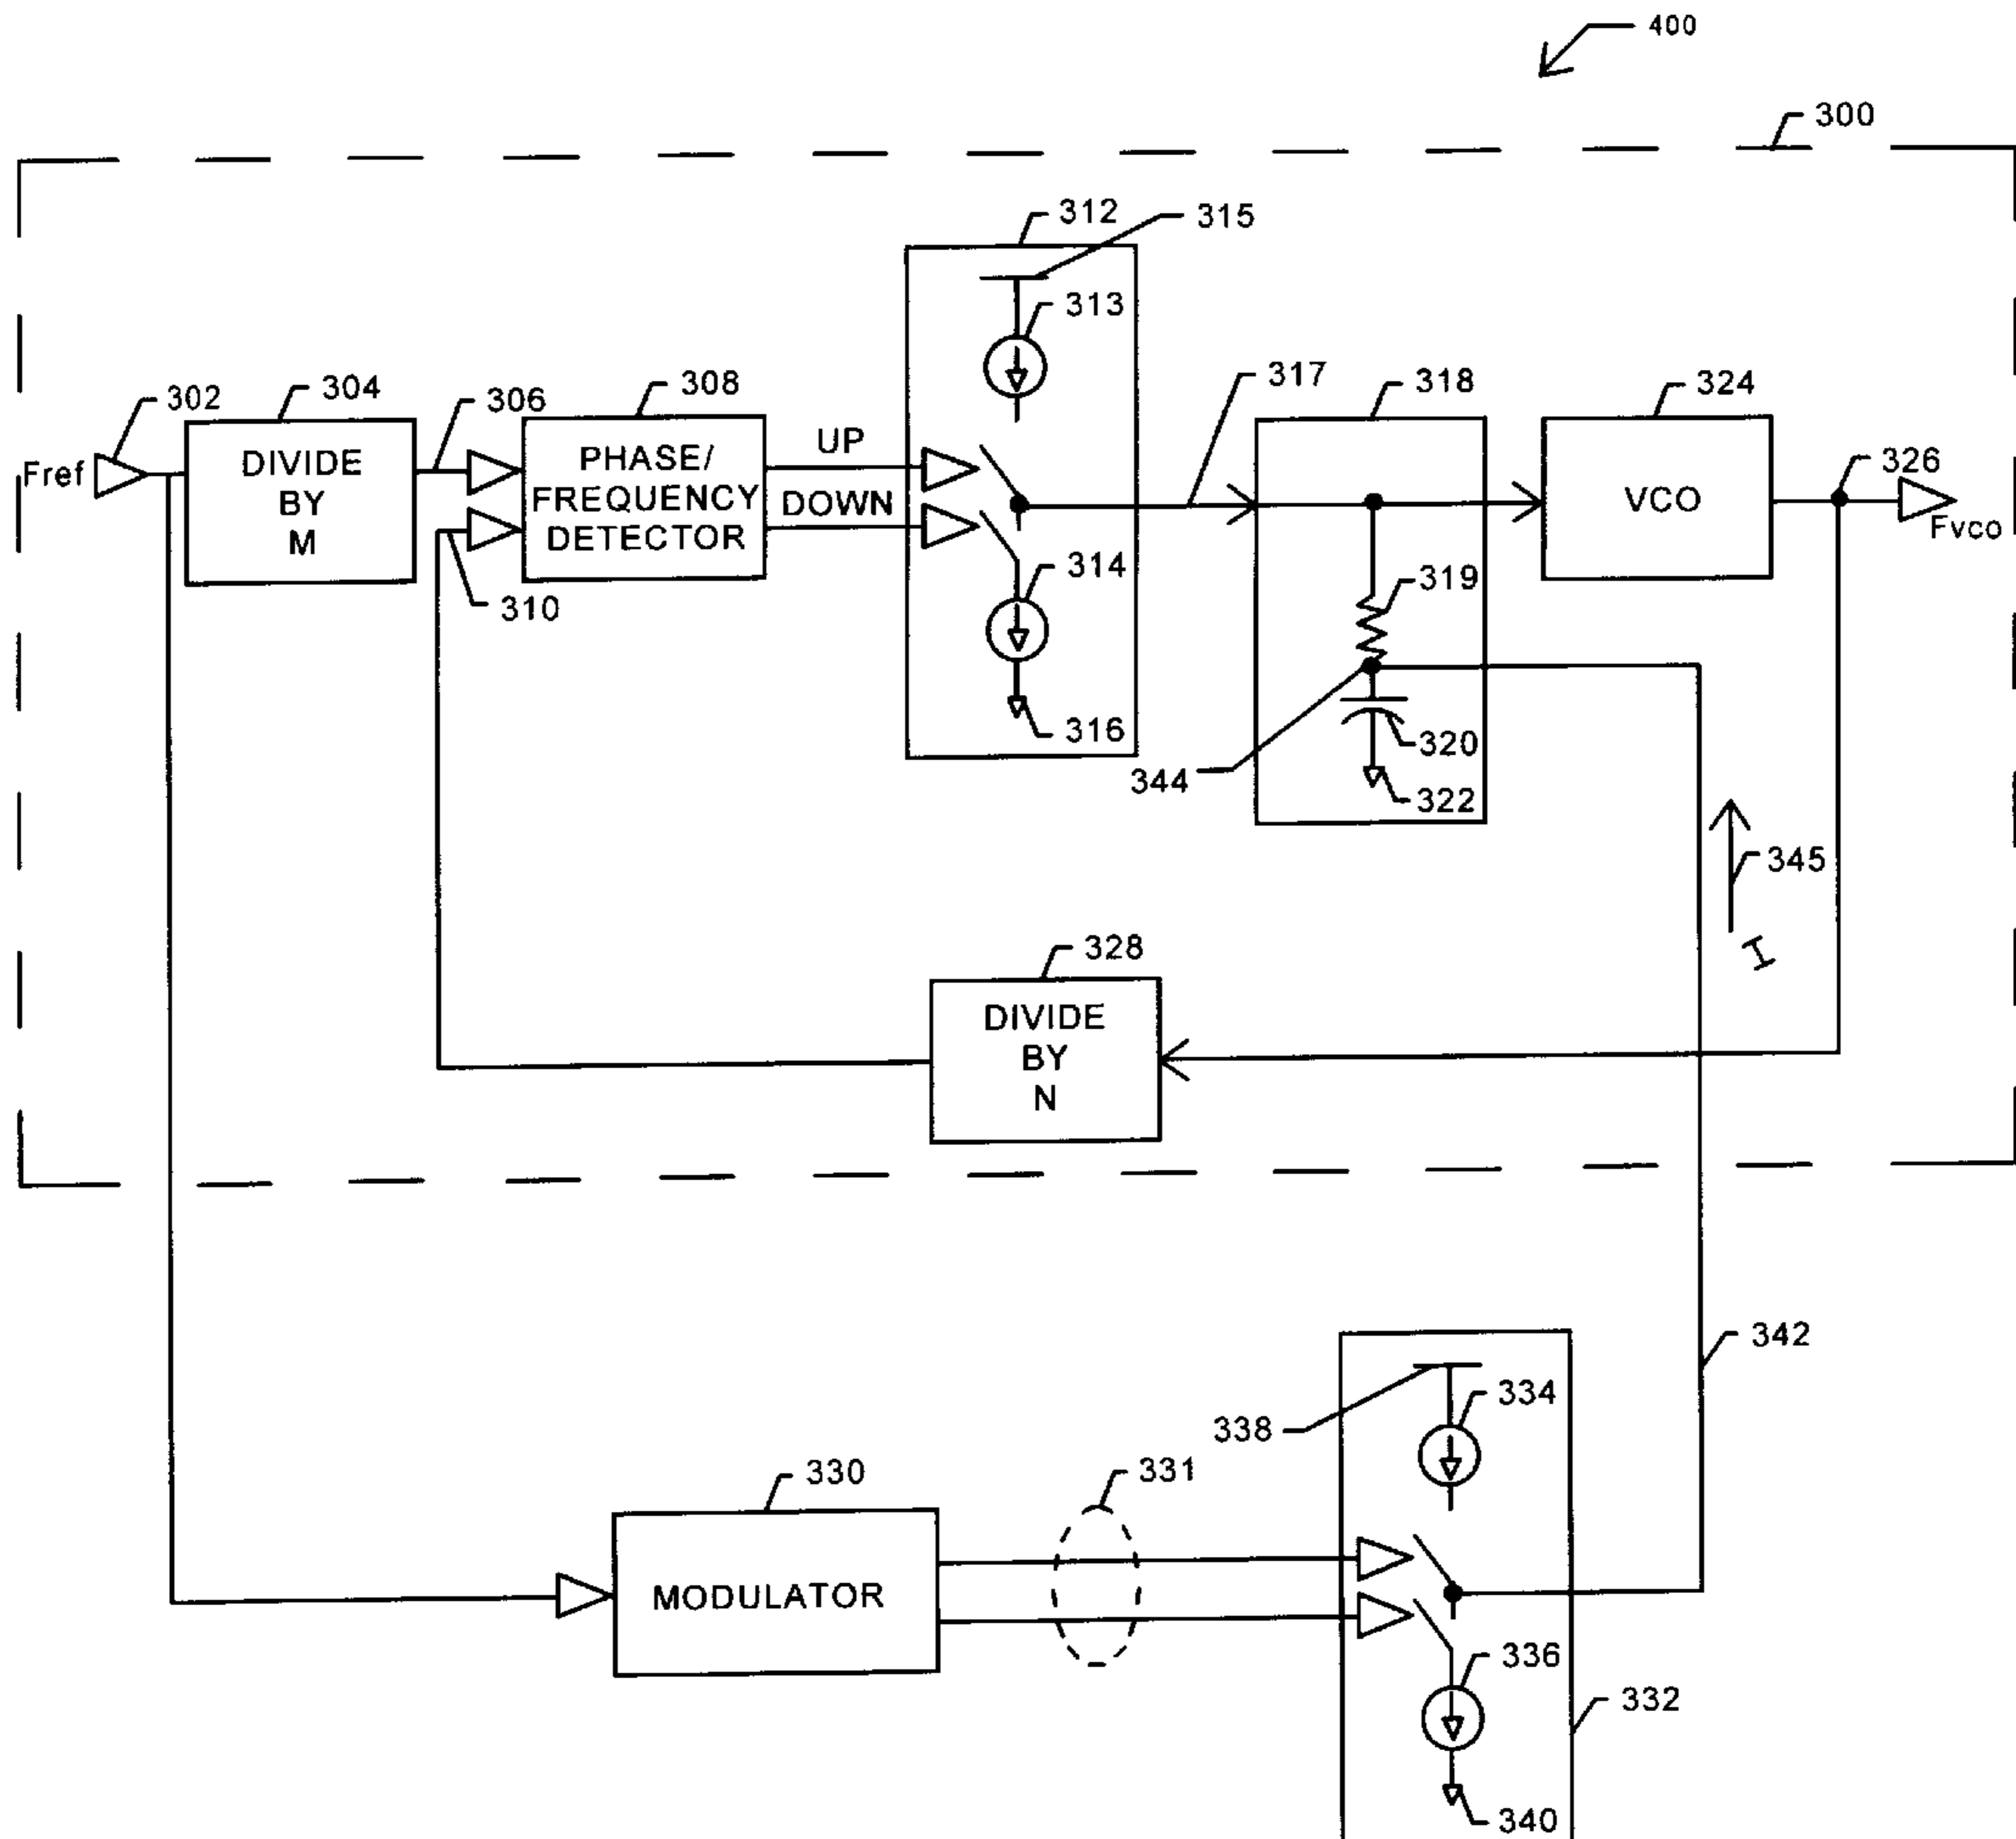 400
300
312
315
313
302
304
306
308
317
318
324
Fref
DIVIDE
BY
M
PHASE/
FREQUENCY
DETECTOR
UP
DOWN
VCO
326
Fvco
310
314
319
316
320
344
322
345
I
328
DIVIDE
BY
N
342
334
338
330
331
MODULATOR
336
332
340